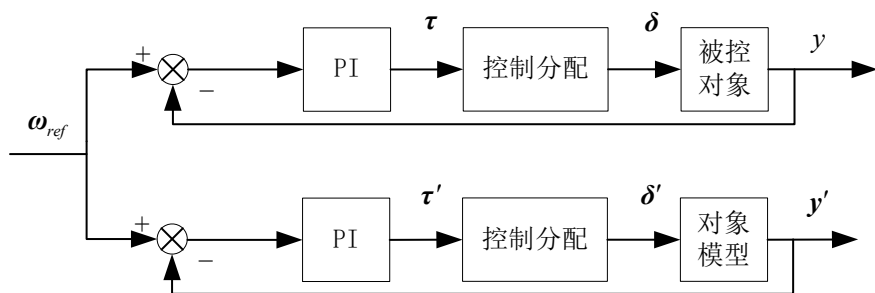 τ δ y
+ PI 控制分配 被控
对象
−
ω_ref
τ′ δ′ y′
+ PI 控制分配 对象
模型
−